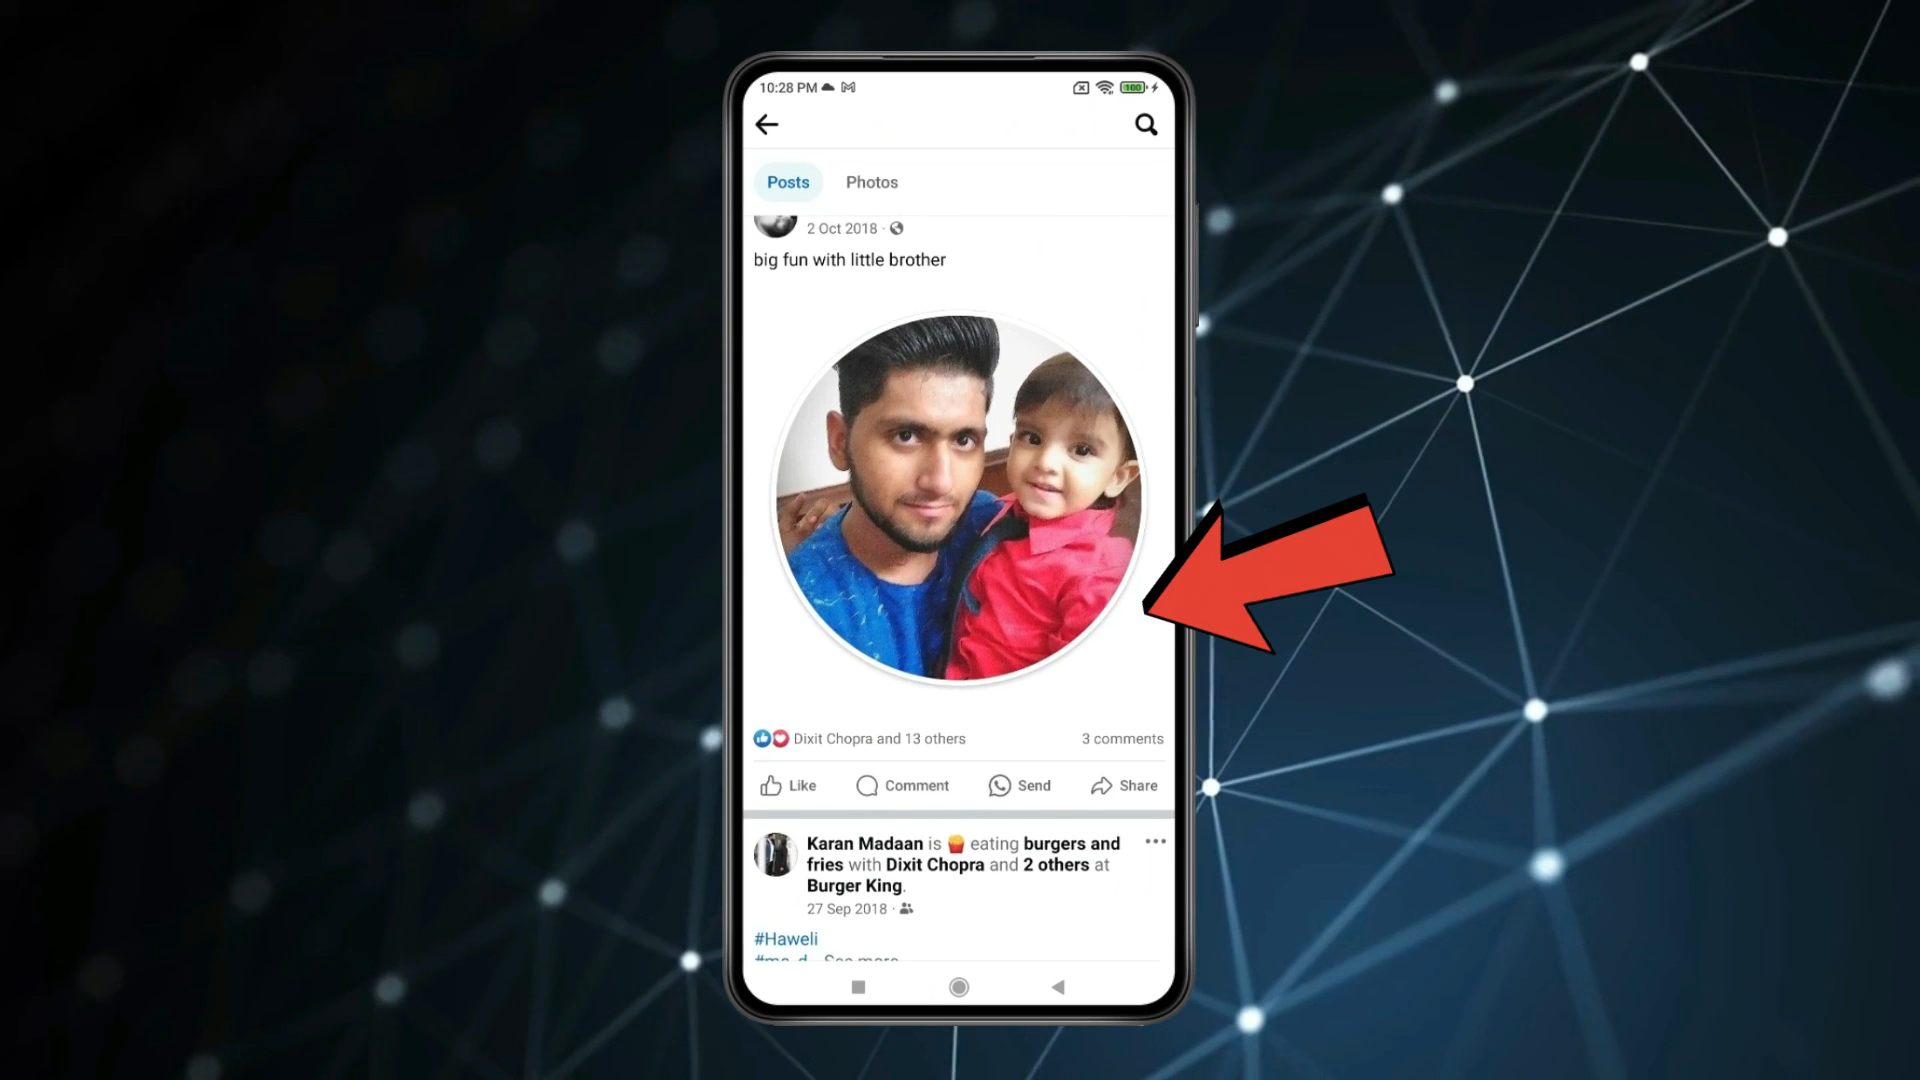 10:28 PM
100
Posts
Photos
2 Oct 2018 ·
big fun with little brother
Dixit Chopra and 13 others
3 comments
Like
Comment
Send
Share
Karan Madaan is 🍟 eating burgers and
fries with Dixit Chopra and 2 others at
Burger King.
27 Sep 2018 ·
#Haweli
See more